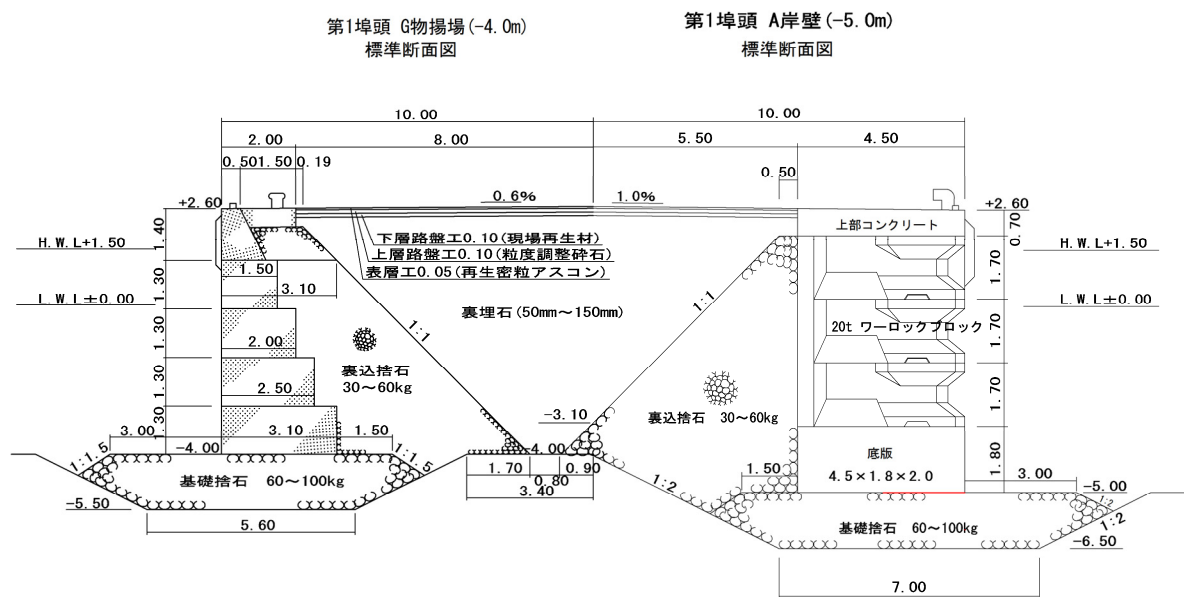 第1埠頭 G物揚場(-4.0m)
標準断面図
第1埠頭 A岸壁(-5.0m)
標準断面図
10.00
10.00
2.00
8.00
5.50
4.50
0.501.50 0.19
0.50
+2.60
0.6%
1.0%
+2.60
上部コンクリート
0.70
1.40
H.W.L+1.50
H.W.L+1.50
下層路盤工0.10(現場再生材)
上層路盤工0.10(粒度調整砕石)
表層工0.05(再生密粒アスコン)
1.50
3.10
1.30
1.70
L.W.L±0.00
L.W.L±0.00
裏埋石(50mm～150mm)
1:1
1:1
20t ワーロックブロック
1.30
2.00
1.70
裏込捨石
30～60kg
1.30
2.50
1.70
裏込捨石 30～60kg
-3.10
1.30
3.00
3.10
1.50
-4.00
-4.00
1:1.5
1:1.5
底版
4.5×1.8×2.0
1.80
基礎捨石 60～100kg
1.70
0.90
0.80
3.40
1:2
1.50
3.00
-5.00
-5.50
5.60
1:2
1:2
基礎捨石 60～100kg
-6.50
7.00